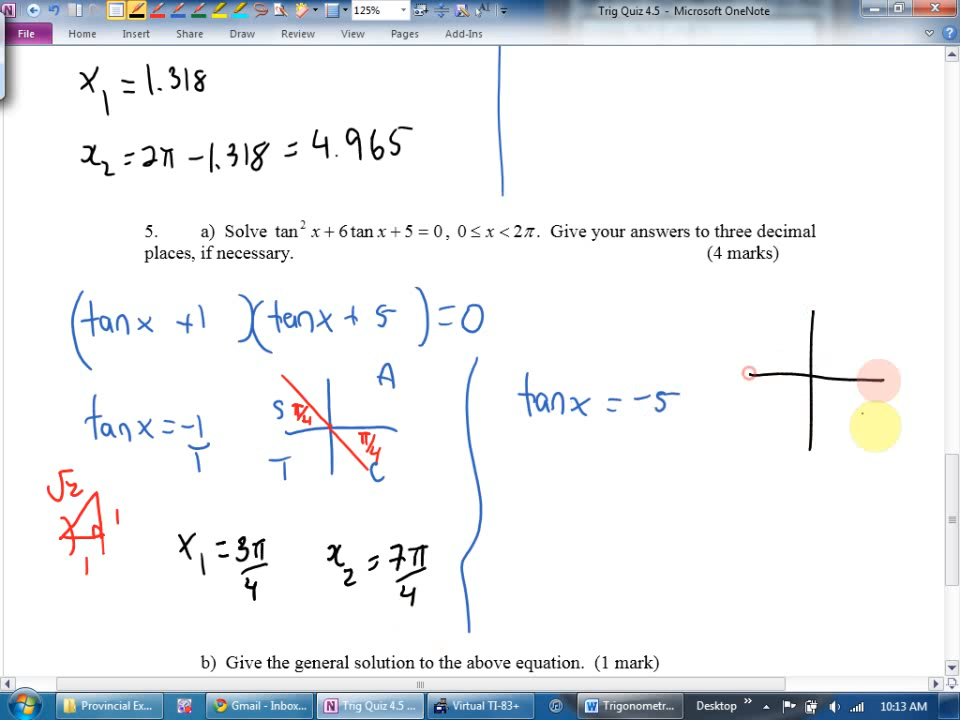 125%
Trig Quiz 4.5 - Microsoft OneNote
File Home Insert Share Draw Review View Pages Add-Ins
x₁ = 1.318
x₂ = 2π - 1.318 = 4.965
5. a) Solve tan² x + 6 tan x + 5 = 0, 0 ≤ x < 2π. Give your answers to three decimal
places, if necessary. (4 marks)
(tanx +1 )(tanx + 5 ) = 0
tanx = -1/1
S A
π/4
π/4
T C
tanx = -5
√2
1
1
x₁ = 3π/4 x₂ = 7π/4
b) Give the general solution to the above equation. (1 mark)
Provincial Ex... Gmail - Inbox... Trig Quiz 4.5 ... Virtual TI-83+ Trigonometr... Desktop » 10:13 AM